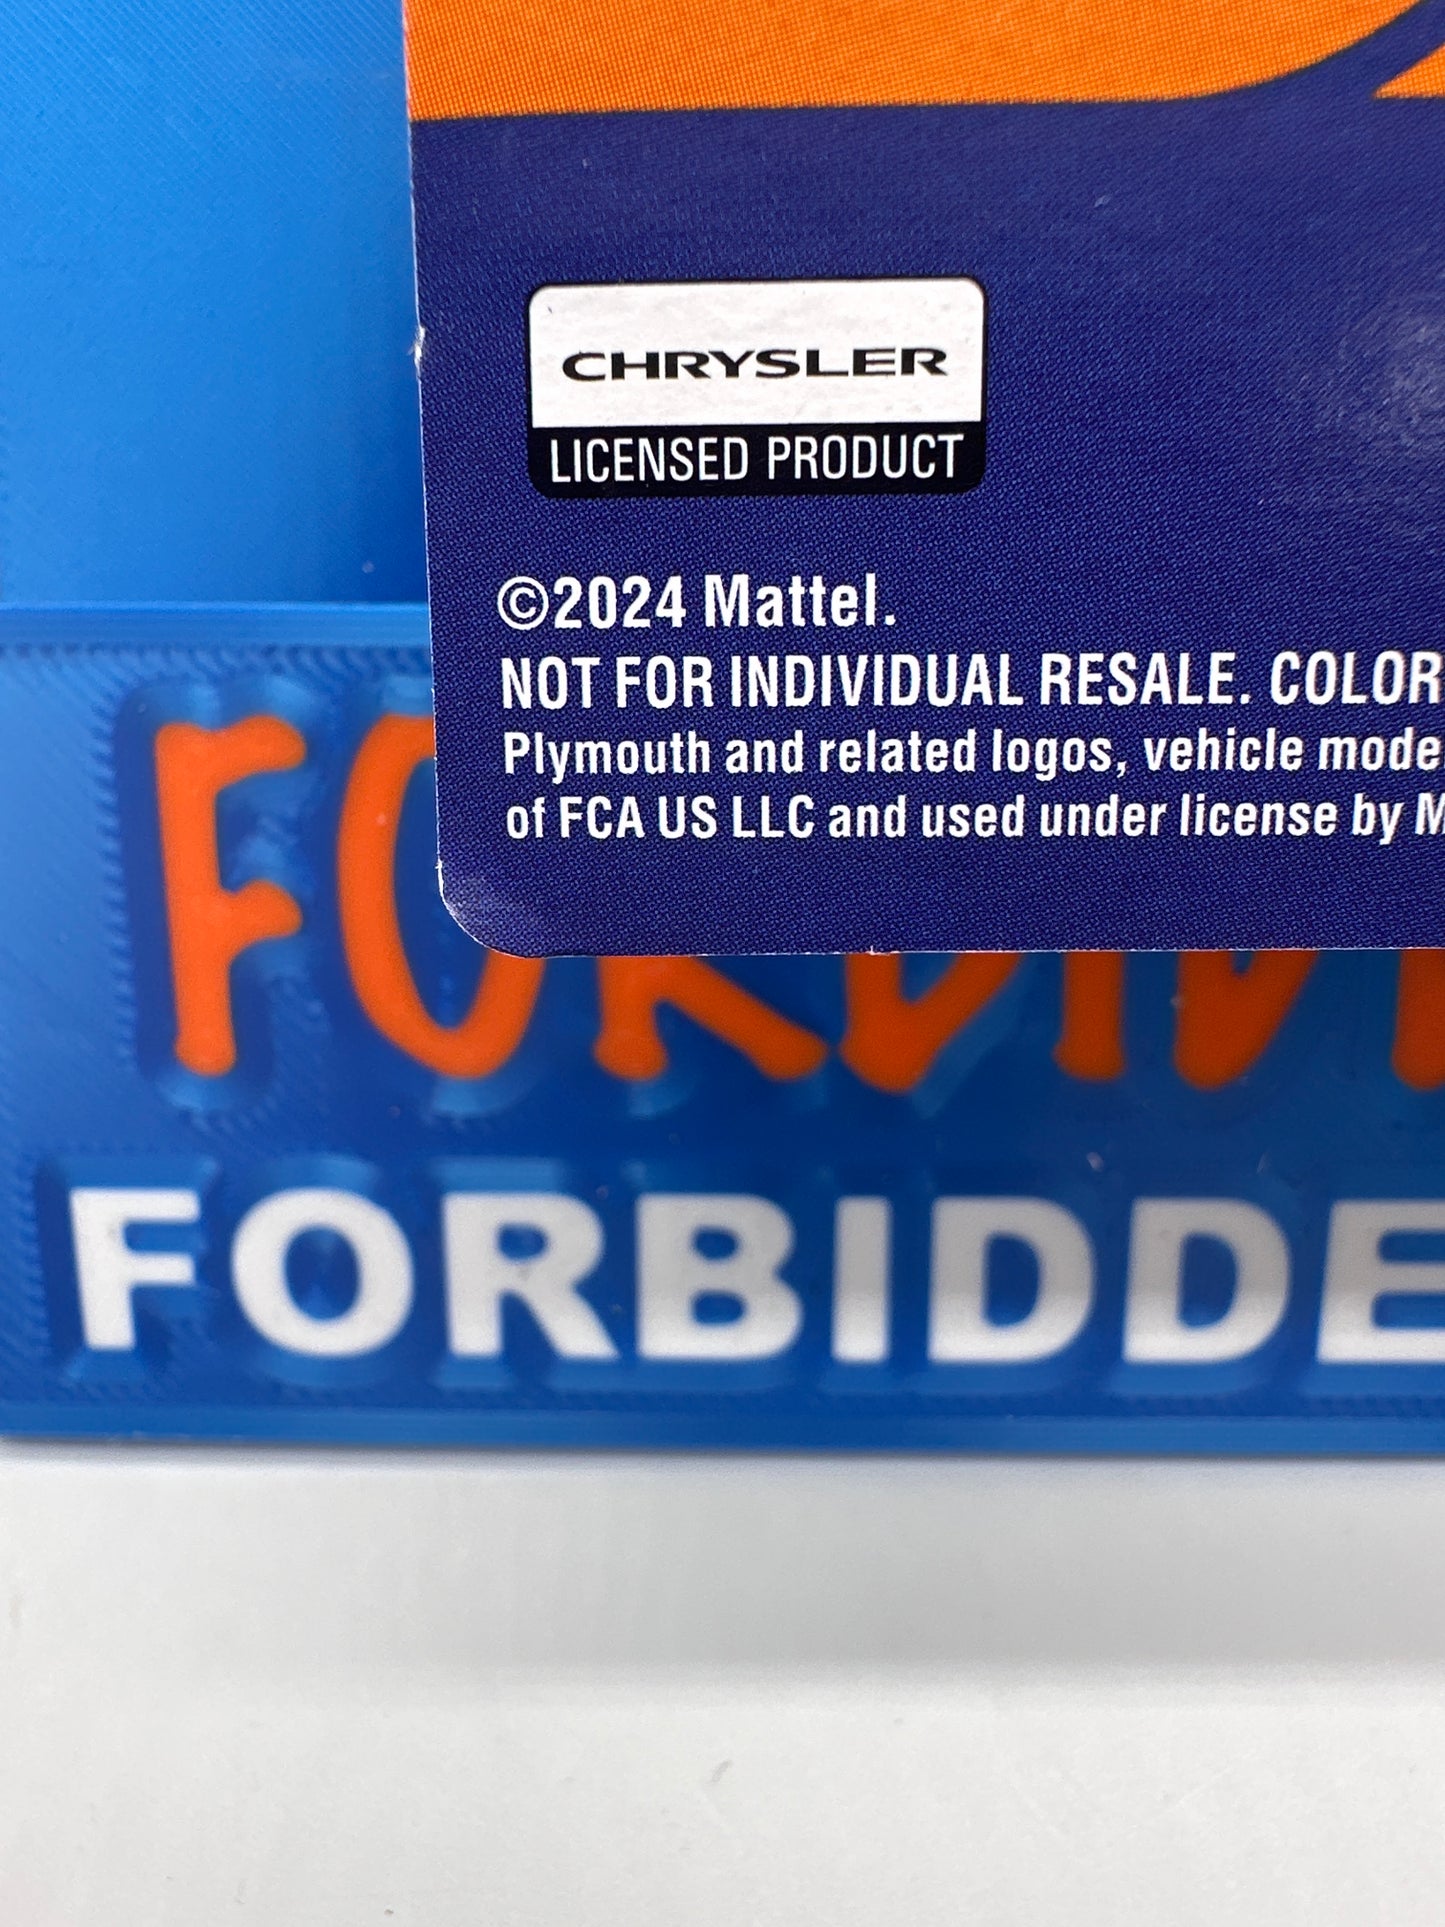 CHRYSLER
LICENSED PRODUCT
©2024 Mattel.
NOT FOR INDIVIDUAL RESALE. COLOR
Plymouth and related logos, vehicle mode
of FCA US LLC and used under license by M
FORBIDDE